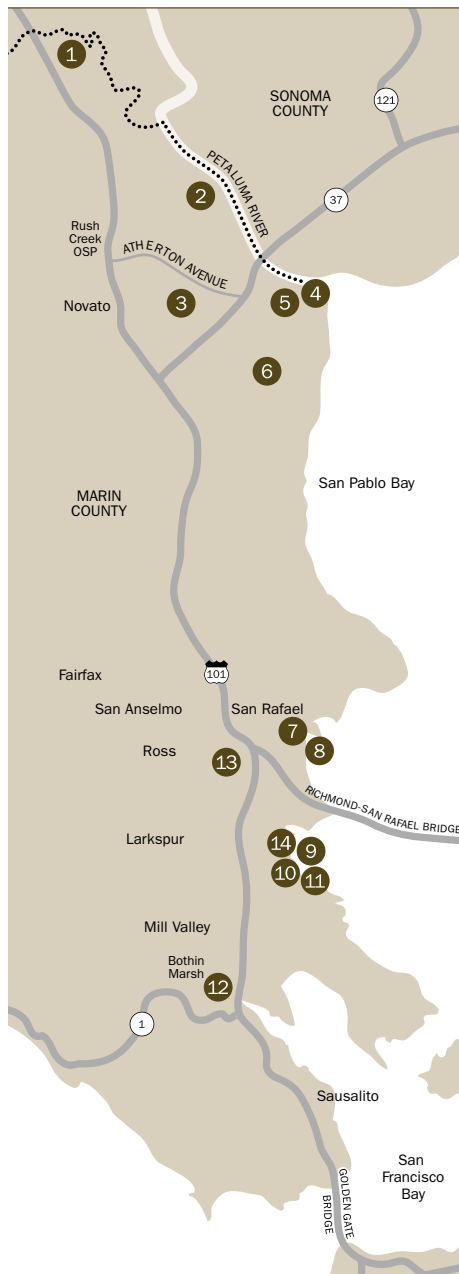 1
SONOMA
COUNTY
121
PETALUMA RIVER
2
37
Rush
Creek
OSP
ATHERTON AVENUE
Novato
3
5
4
6
San Pablo Bay
MARIN
COUNTY
101
Fairfax
San Anselmo
San Rafael
7
8
Ross
13
RICHMOND-SAN RAFAEL BRIDGE
Larkspur
14
9
10
11
Mill Valley
Bothin
Marsh
12
1
Sausalito
San
Francisco
Bay
GOLDEN GATE
BRIDGE